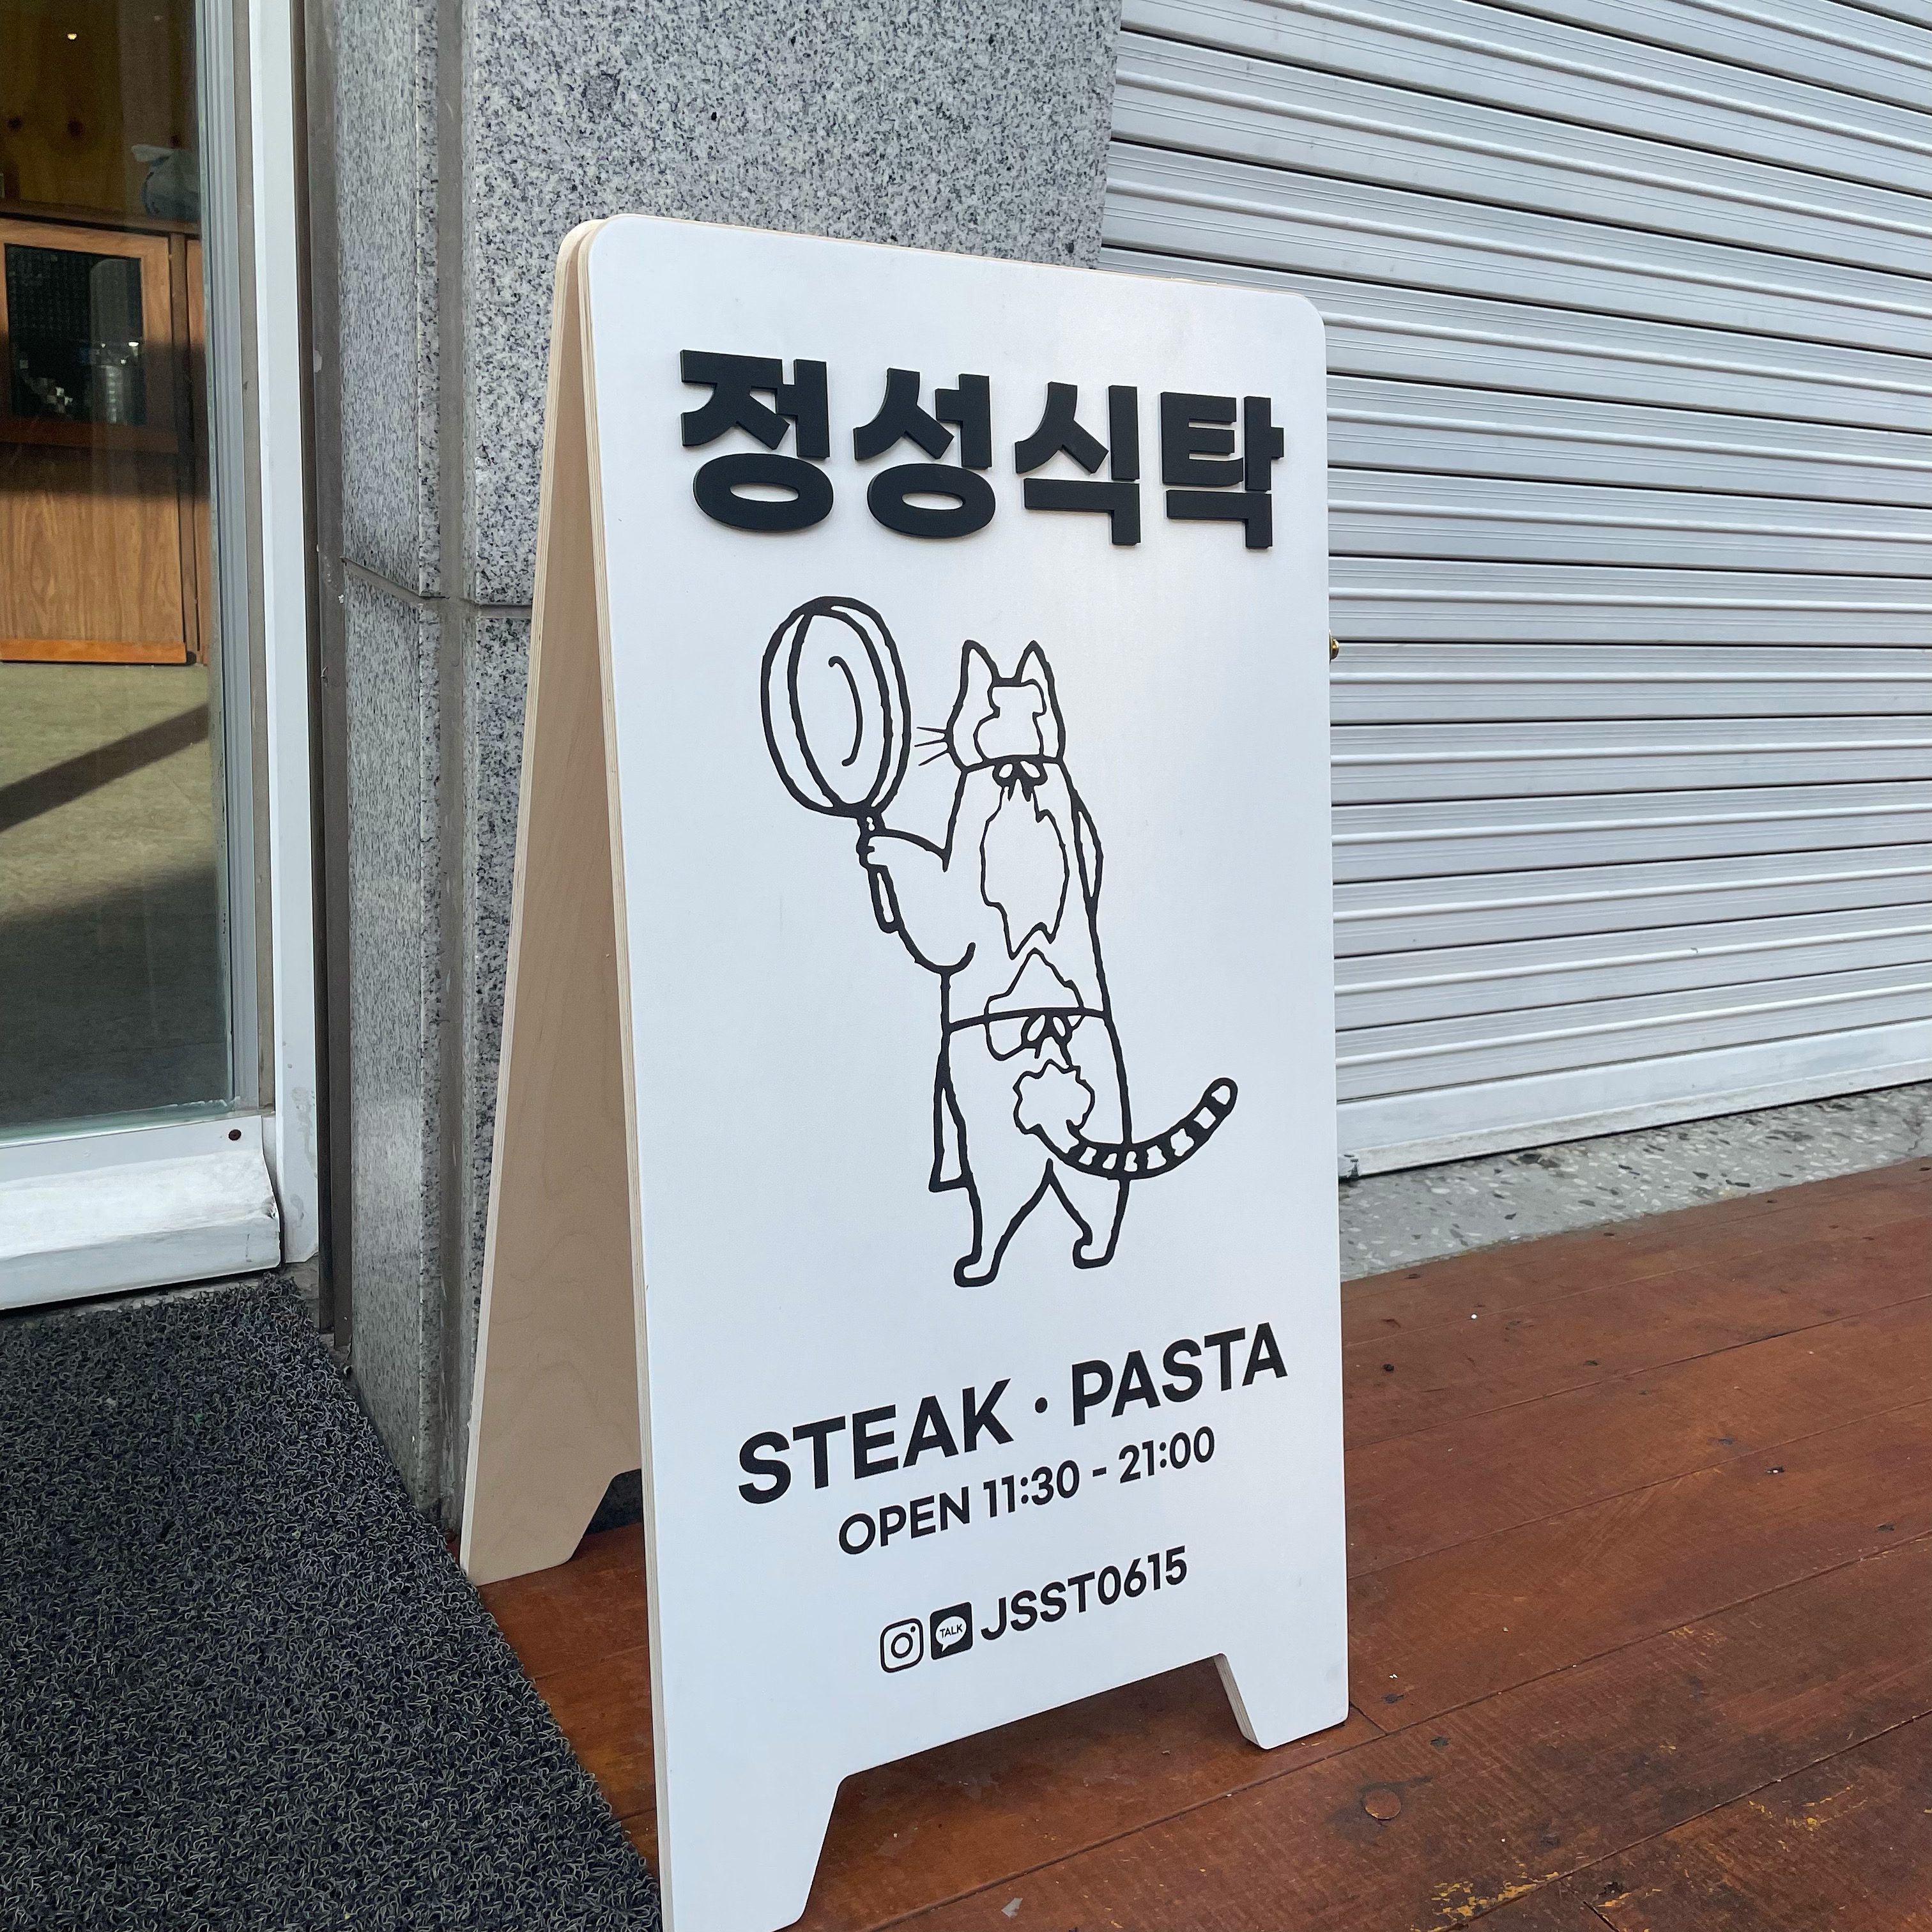 정성식탁
STEAK · PASTA
OPEN 11:30 - 21:00
TALK JSST0615